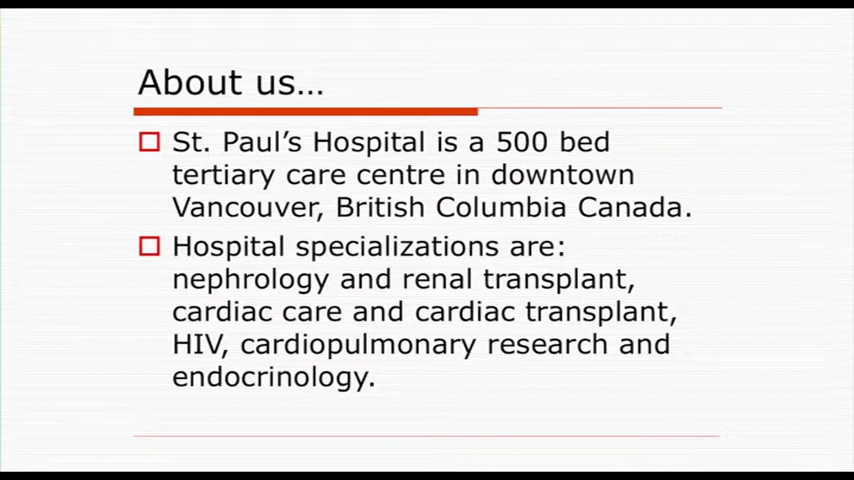 About us…
St. Paul’s Hospital is a 500 bed
tertiary care centre in downtown
Vancouver, British Columbia Canada.
Hospital specializations are:
nephrology and renal transplant,
cardiac care and cardiac transplant,
HIV, cardiopulmonary research and
endocrinology.